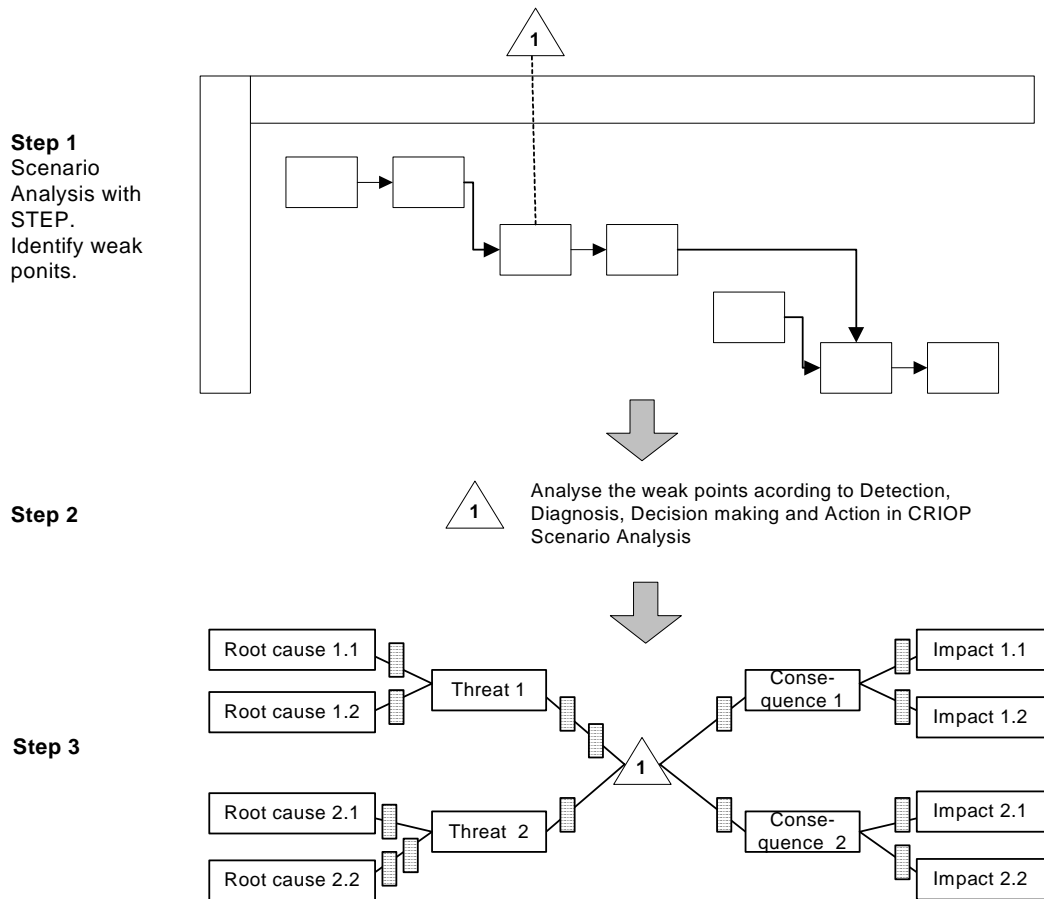 1
Step 1
Scenario
Analysis with
STEP.
Identify weak
ponits.
Step 2
1
Analyse the weak points acording to Detection,
Diagnosis, Decision making and Action in CRIOP
Scenario Analysis
Step 3
Root cause 1.1
Root cause 1.2
Threat 1
Conse-
quence 1
Impact 1.1
Impact 1.2
1
Root cause 2.1
Root cause 2.2
Threat 2
Conse-
quence 2
Impact 2.1
Impact 2.2